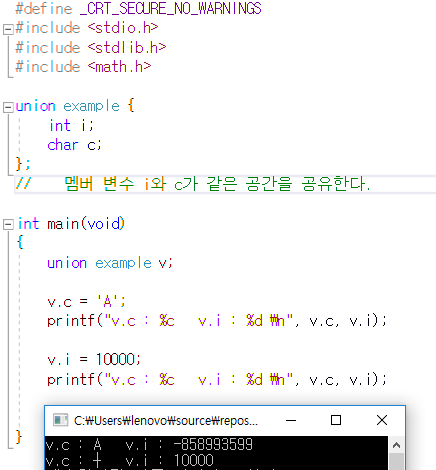 #define _CRT_SECURE_NO_WARNINGS
#include <stdio.h>
#include <stdlib.h>
#include <math.h>
union example {
int i;
char c;
};
// 멤버 변수 i와 c가 같은 공간을 공유한다.
int main(void)
{
union example v;
v.c = 'A';
printf("v.c : %c v.i : %d ₩n", v.c, v.i);
v.i = 10000;
printf("v.c : %c v.i : %d ₩n", v.c, v.i);
}
C:₩Users₩lenovo₩source₩repos...
v.c : A v.i : -858993599
v.c : ┼ v.i : 10000